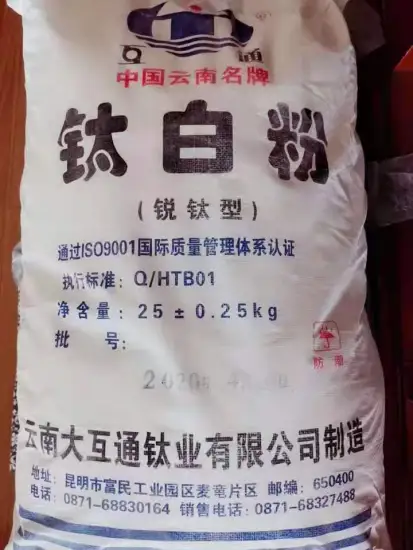 互 通
中国云南名牌
钛白粉
(锐钛型)
通过ISO9001国际质量管理体系认证
执行标准: Q/HTB01
净含量: 25 ± 0.25kg
批 号:
防 雨
云南大互通钛业有限公司制造
地址: 昆明市富民工业园区麦竜片区 邮编: 650400
电话: 0871-68830164 销售电话: 0871-68327488